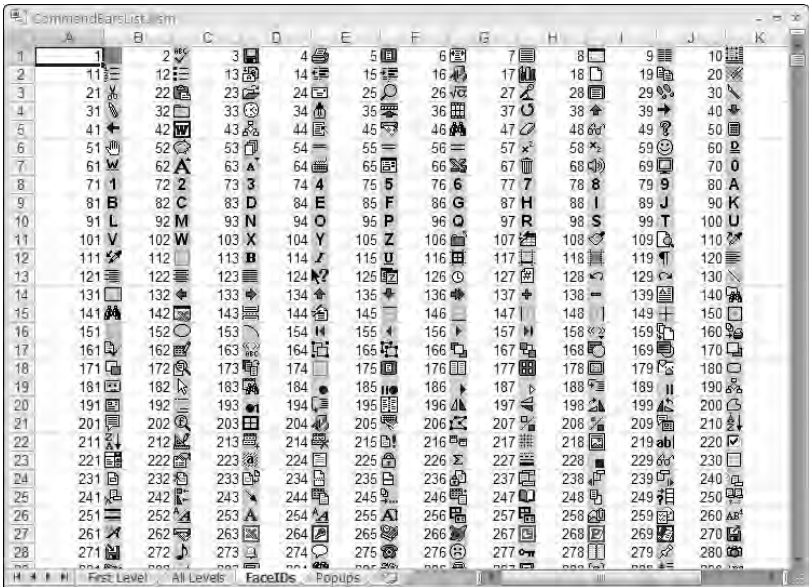 CommandBarsList.xlsm
A B C D E F G H I J K
1 1 2 ABC 3 4 5 6 7 8 9 10
2 11 12 13 14 15 16 17 18 19 20
3 21 22 23 24 25 26 √α 27 28 29 30
4 31 32 33 34 35 36 37 38 39 40
5 41 42 W 43 44 45 46 47 48 49 50
6 51 52 53 54 55 56 57 x² 58 x₂ 59 60 D
7 61 W 62 A 63 A 64 65 66 67 68 69 70 0
8 71 1 72 2 73 3 74 4 75 5 76 6 77 7 78 8 79 9 80 A
9 81 B 82 C 83 D 84 E 85 F 86 G 87 H 88 I 89 J 90 K
10 91 L 92 M 93 N 94 O 95 P 96 Q 97 R 98 S 99 T 100 U
11 101 V 102 W 103 X 104 Y 105 Z 106 107 108 109 110
12 111 112 113 B 114 I 115 U 116 117 118 119 ¶ 120
13 121 122 123 124 ? 125 126 127 # 128 129 130
14 131 132 133 134 135 136 137 138 139 140
15 141 142 143 144 145 146 147 148 149 150
16 151 152 153 154 155 156 157 158 159 160
17 161 162 163 ABC 164 165 166 167 168 169 170
18 171 172 173 174 175 176 177 178 179 180
19 181 182 183 184 185 186 187 188 189 190
20 191 192 193 194 195 196 197 198 199 200
21 201 202 203 204 205 206 207 208 209 210
22 211 212 213 214 215 216 217 218 219 ab| 220
23 221 222 223 224 225 226 Σ 227 228 229 230
24 231 232 233 234 235 236 237 238 239 240
25 241 242 243 244 245 246 247 248 249 250
26 251 252 253 A 254 255 A 256 257 258 259 260 AB¹
27 261 262 263 264 265 266 267 268 269 270
28 271 272 273 274 275 276 277 278 279 280
First Level All Levels FaceIDs Popups